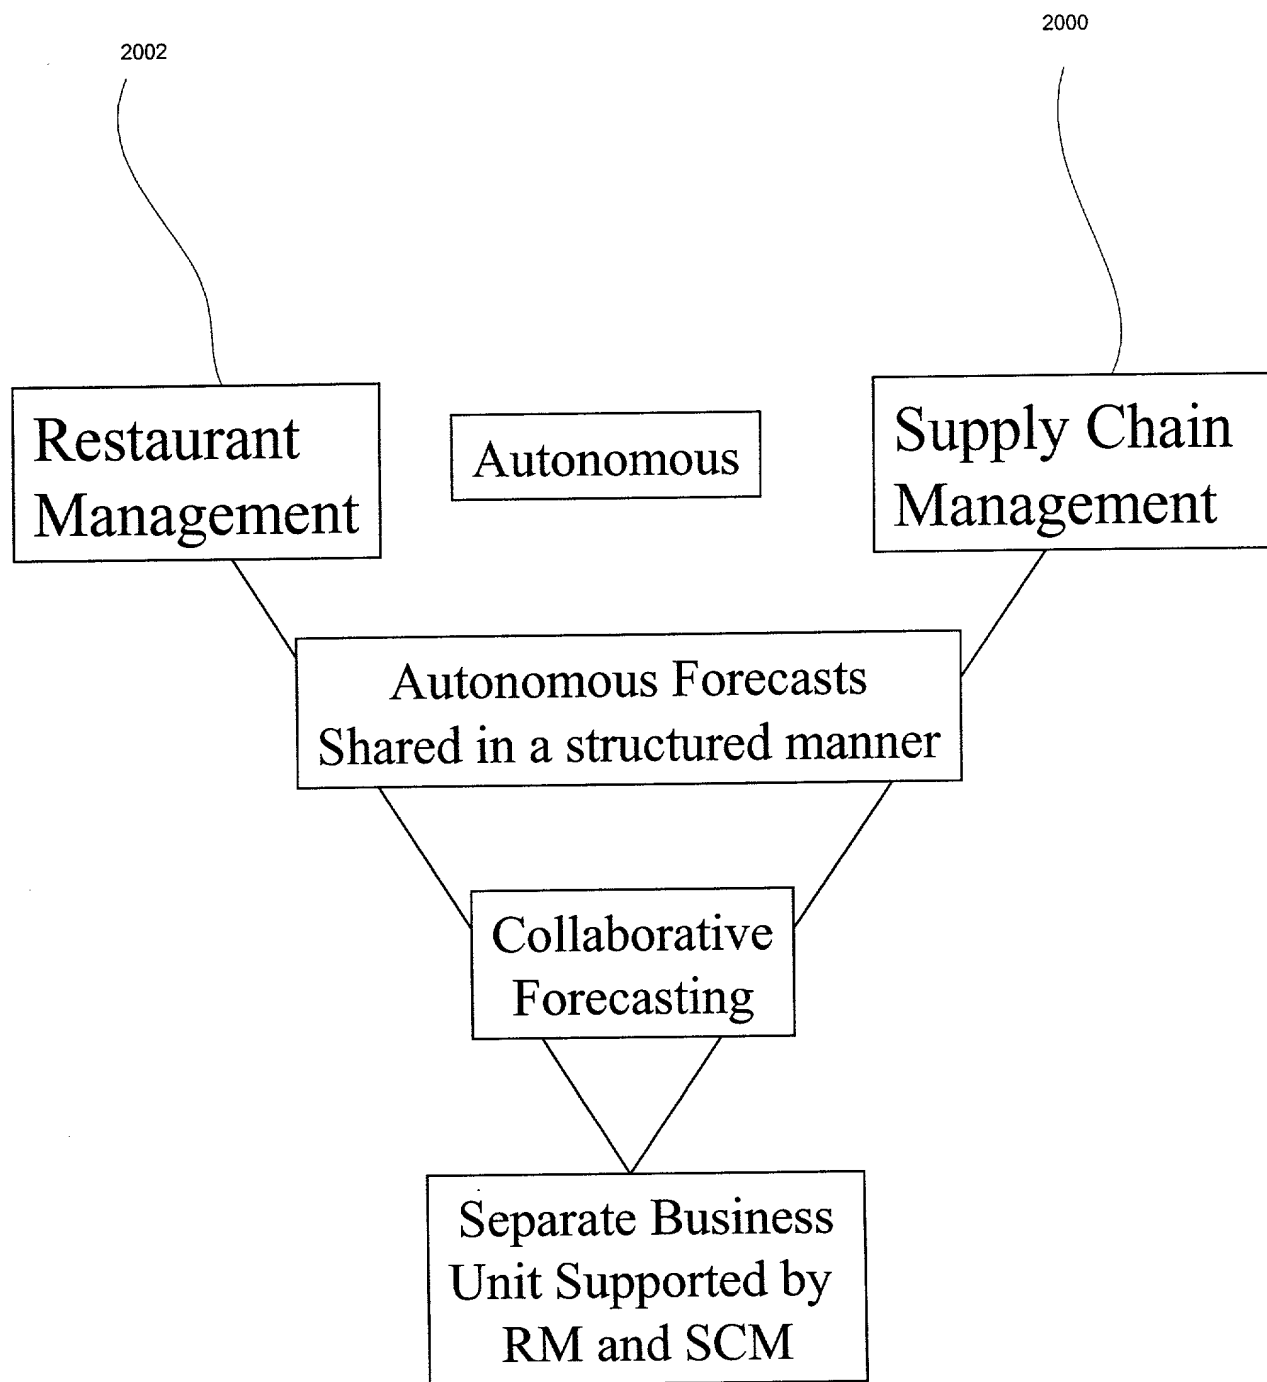 2002
2000
Restaurant
Management
Autonomous
Supply Chain
Management
Autonomous Forecasts
Shared in a structured manner
Collaborative
Forecasting
Separate Business
Unit Supported by
RM and SCM